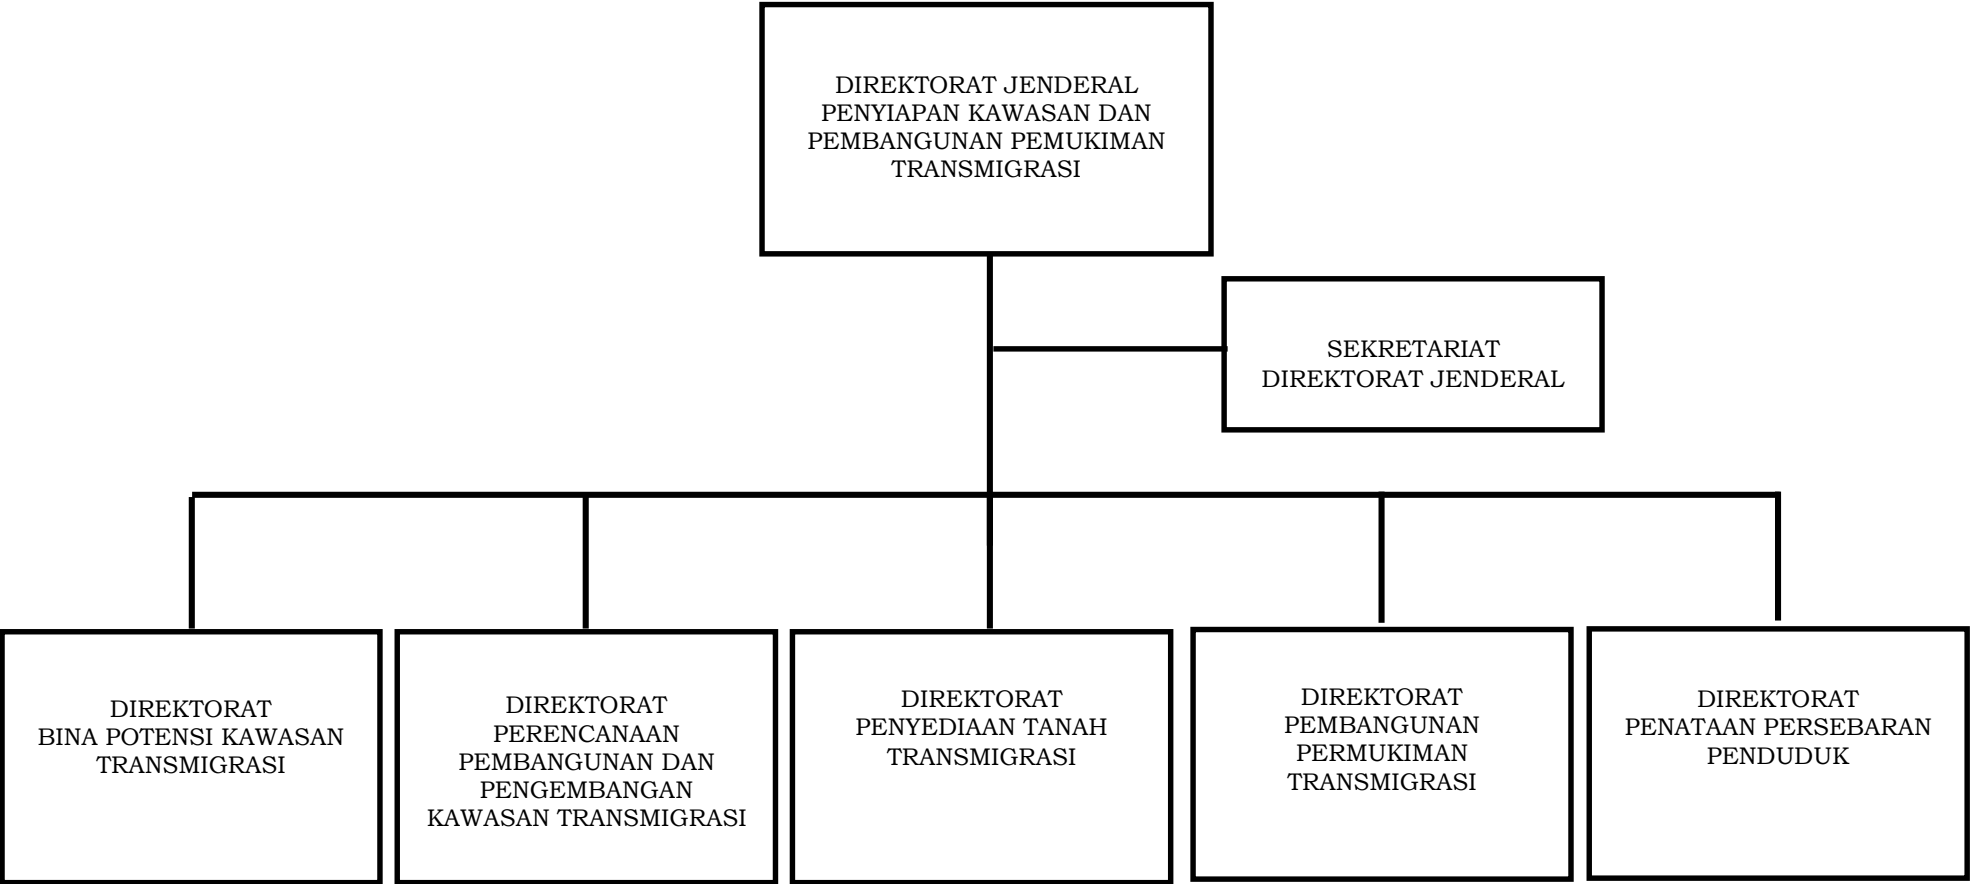 DIREKTORAT JENDERAL
PENYIAPAN KAWASAN DAN
PEMBANGUNAN PEMUKIMAN
TRANSMIGRASI
SEKRETARIAT
DIREKTORAT JENDERAL
DIREKTORAT
BINA POTENSI KAWASAN
TRANSMIGRASI
DIREKTORAT
PERENCANAAN
PEMBANGUNAN DAN
PENGEMBANGAN
KAWASAN TRANSMIGRASI
DIREKTORAT
PENYEDIAAN TANAH
TRANSMIGRASI
DIREKTORAT
PEMBANGUNAN
PERMUKIMAN
TRANSMIGRASI
DIREKTORAT
PENATAAN PERSEBARAN
PENDUDUK